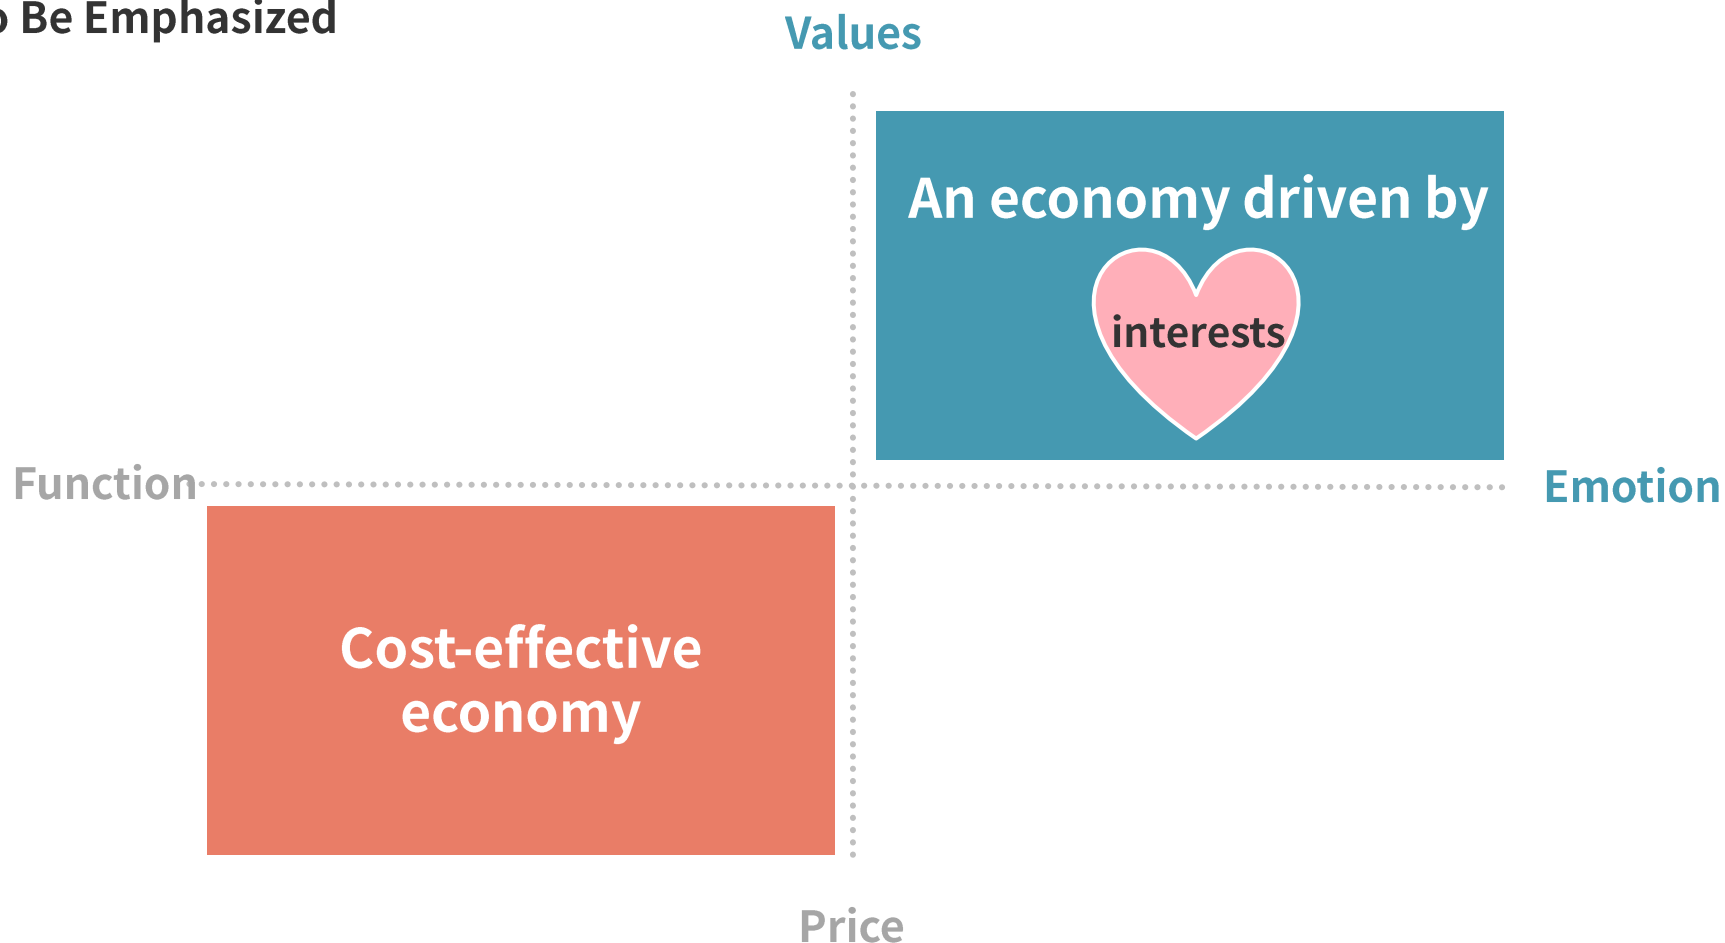 Be Emphasized
Values
An economy driven by
interests
Function
Emotion
Cost-effective
economy
Price